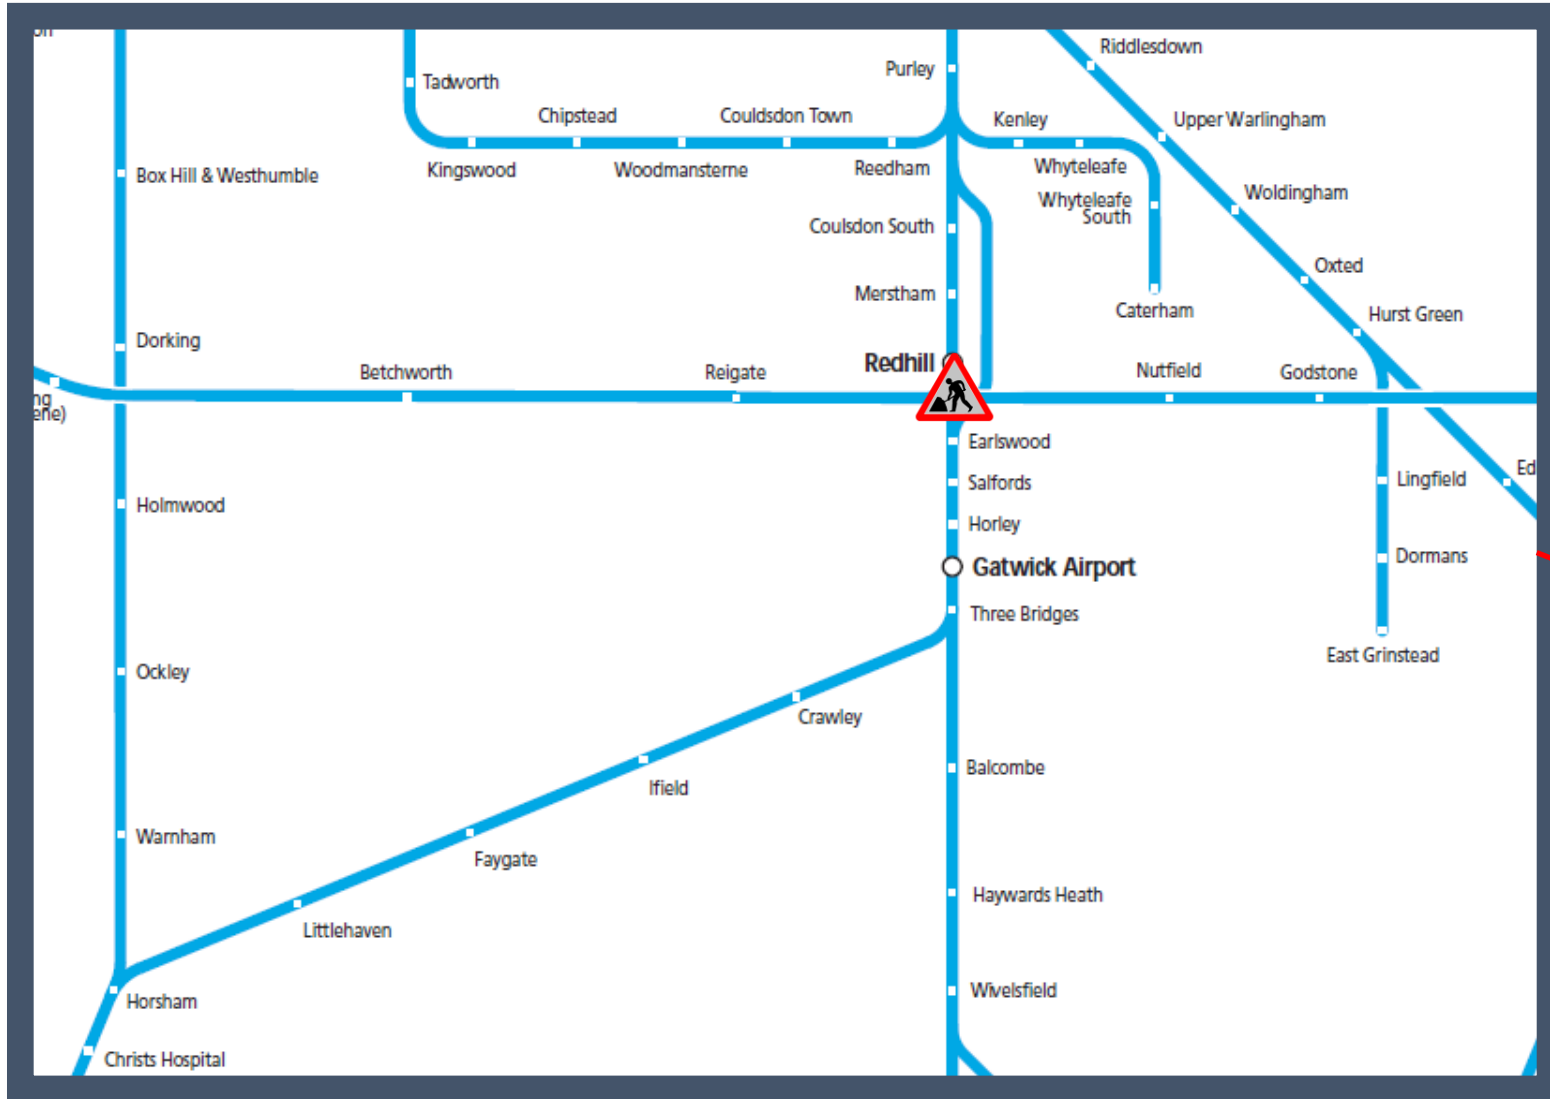 Riddlesdown
Purley
Tadworth
Chipstead
Couldsdon Town
Kenley
Upper Warlingham
Kingswood
Woodmansterne
Reedham
Whyteleafe
Box Hill & Westhumble
Whyteleafe
South
Woldingham
Coulsdon South
Oxted
Merstham
Caterham
Hurst Green
Dorking
Redhill
Betchworth
Reigate
Nutfield
Godstone
Earlswood
Salfords
Lingfield
Holmwood
Horley
Dormans
Gatwick Airport
Three Bridges
East Grinstead
Ockley
Crawley
Balcombe
Ifield
Warnham
Faygate
Haywards Heath
Littlehaven
Wivelsfield
Horsham
Christs Hospital